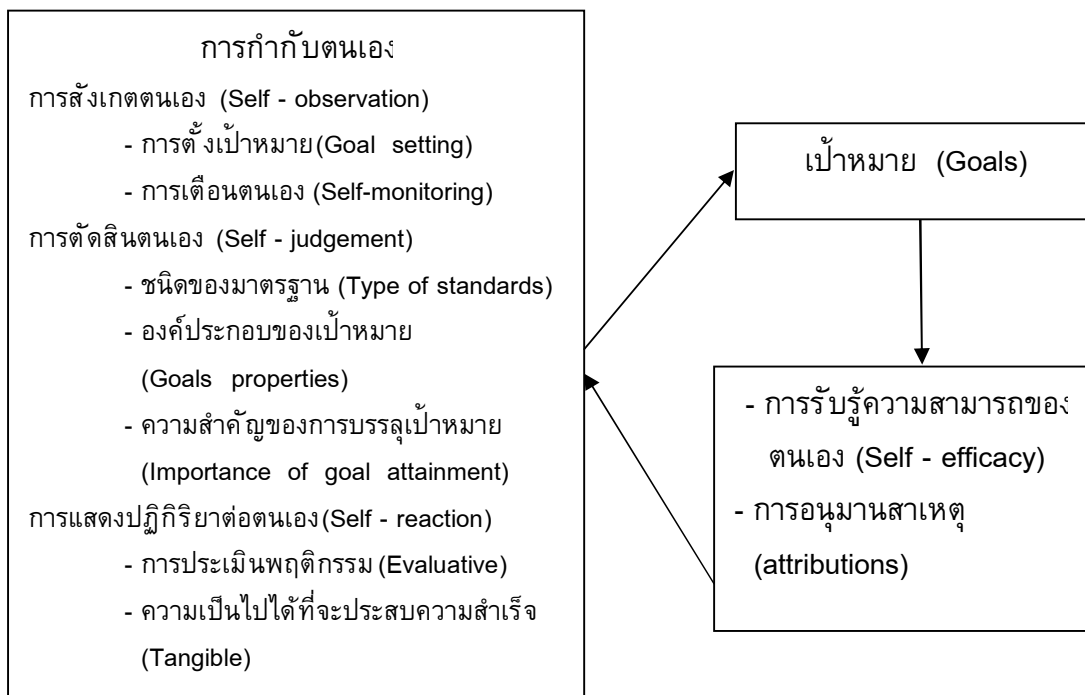 การกำกับตนเอง
การสังเกตตนเอง (Self - observation)
- การตั้งเป้าหมาย(Goal setting)
- การเตือนตนเอง (Self-monitoring)
การตัดสินตนเอง (Self - judgement)
- ชนิดของมาตรฐาน (Type of standards)
- องค์ประกอบของเป้าหมาย
(Goals properties)
- ความสำคัญของการบรรลุเป้าหมาย
(Importance of goal attainment)
การแสดงปฏิกิริยาต่อตนเอง(Self - reaction)
- การประเมินพฤติกรรม (Evaluative)
- ความเป็นไปได้ที่จะประสบความสำเร็จ
(Tangible)
เป้าหมาย (Goals)
- การรับรู้ความสามารถของ
ตนเอง (Self - efficacy)
- การอนุมานสาเหตุ
(attributions)